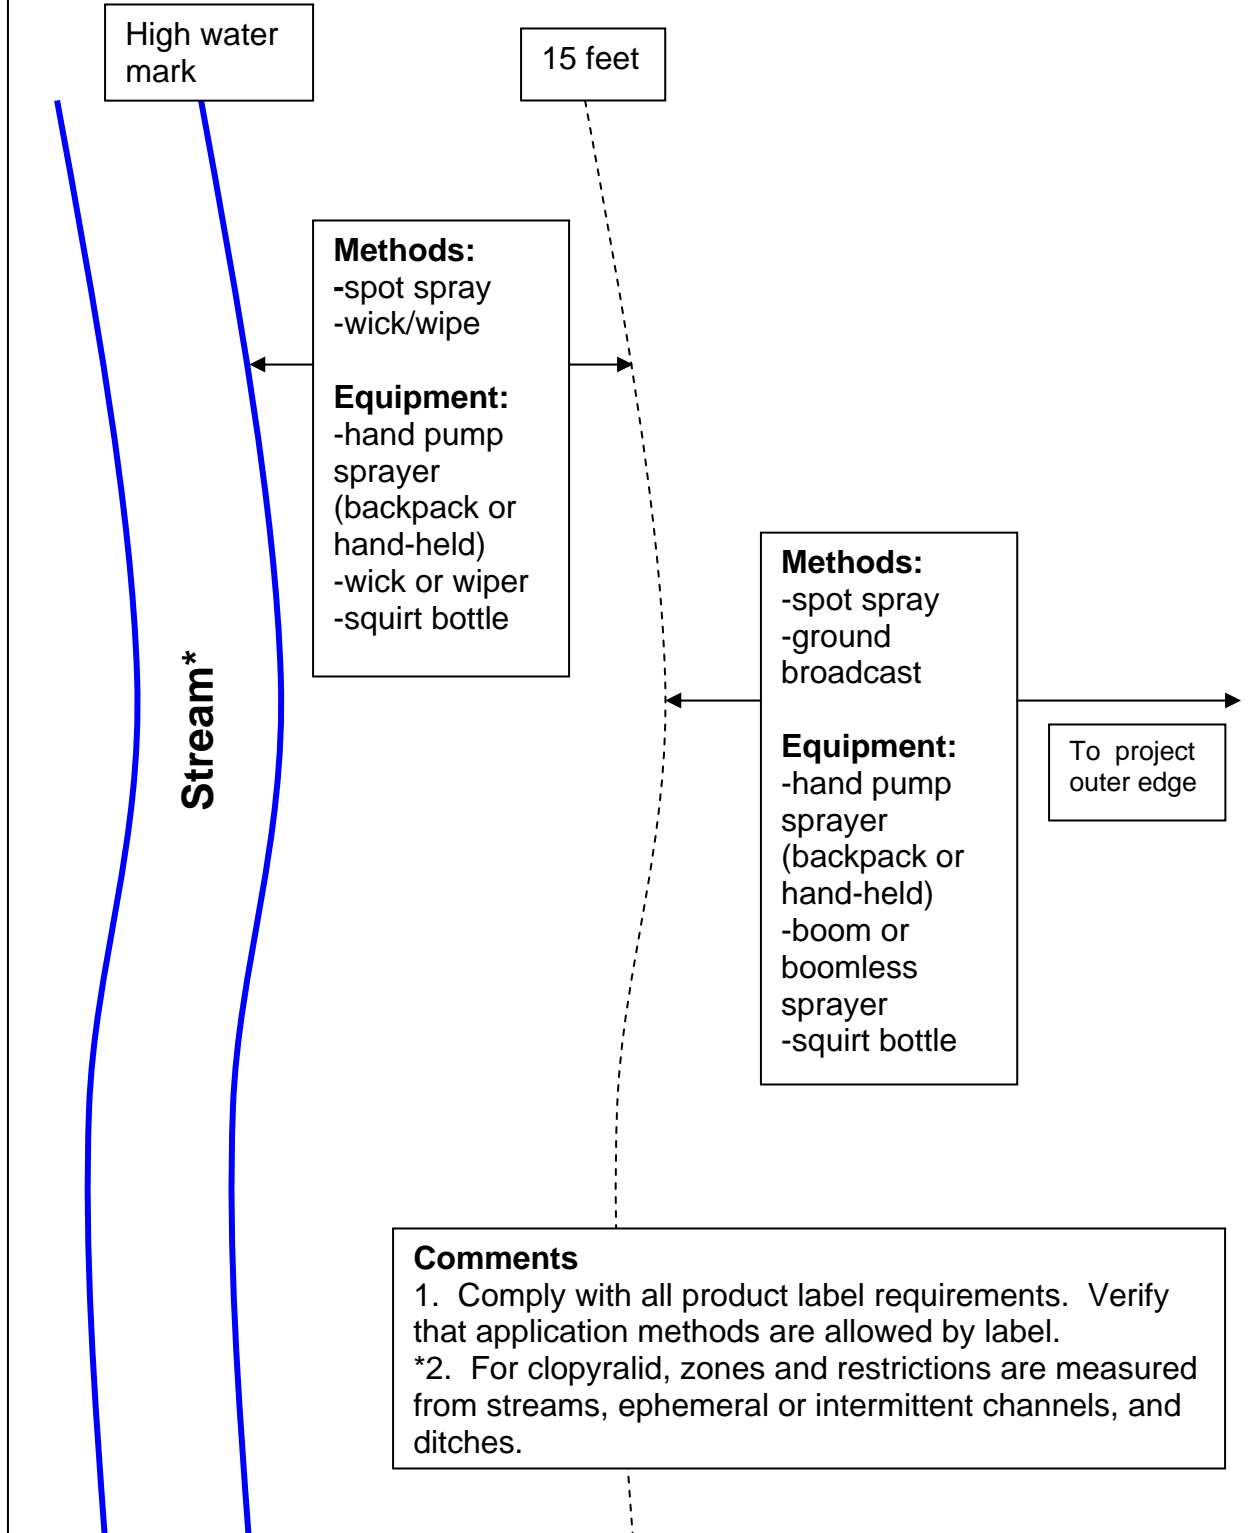 High water
mark
15 feet
Methods:
-spot spray
-wick/wipe
Equipment:
-hand pump
sprayer
(backpack or
hand-held)
-wick or wiper
-squirt bottle
Stream*
Methods:
-spot spray
-ground
broadcast
Equipment:
-hand pump
sprayer
(backpack or
hand-held)
-boom or
boomless
sprayer
-squirt bottle
To project
outer edge
Comments
1. Comply with all product label requirements. Verify
that application methods are allowed by label.
*2. For clopyralid, zones and restrictions are measured
from streams, ephemeral or intermittent channels, and
ditches.